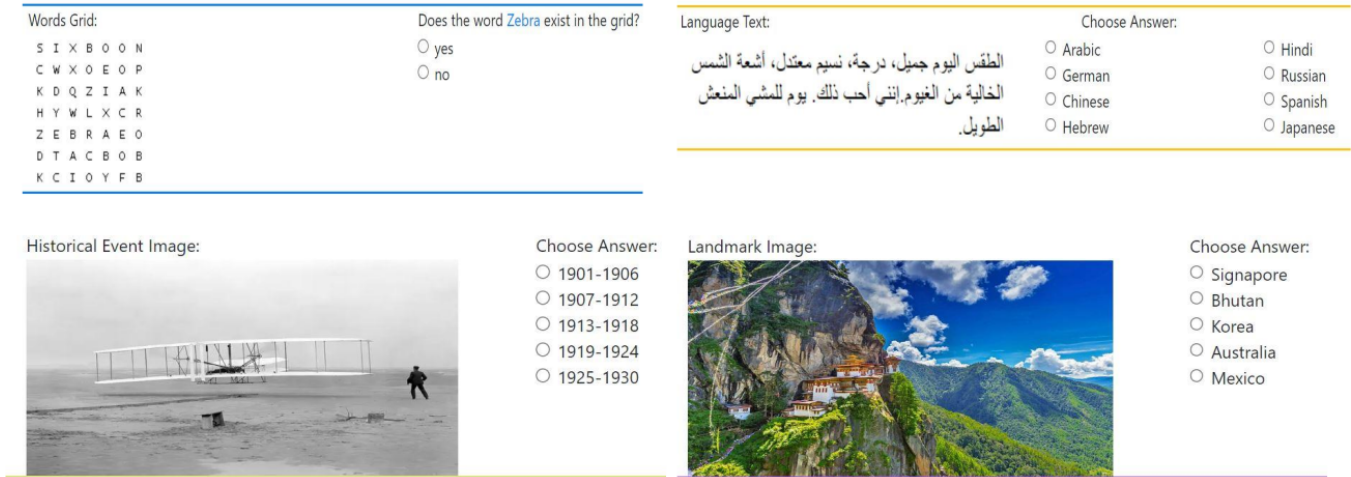 Words Grid:
Does the word Zebra exist in the grid?
S I X B O O N
C W X O E O P
K D Q Z I A K
H Y W L X C R
Z E B R A E O
D T A C B O B
K C I O Y F B
yes
no
Language Text:
الطقس اليوم جميل، درجة، نسيم معتدل، أشعة الشمس
الخالية من الغيوم.إنني أحب ذلك. يوم للمشي المنعش
الطويل.
Choose Answer:
Arabic
German
Chinese
Hebrew
Hindi
Russian
Spanish
Japanese
Historical Event Image:
Choose Answer:
1901-1906
1907-1912
1913-1918
1919-1924
1925-1930
Landmark Image:
Choose Answer:
Signapore
Bhutan
Korea
Australia
Mexico